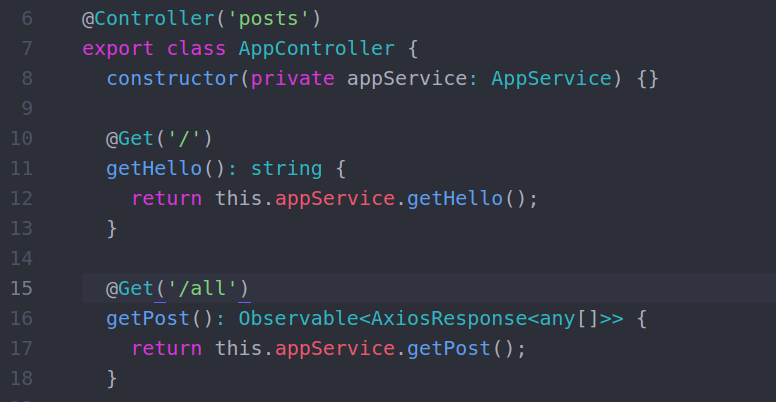 6 @Controller('posts')
7 export class AppController {
8 constructor(private appService: AppService) {}
9
10 @Get('/')
11 getHello(): string {
12 return this.appService.getHello();
13 }
14
15 @Get('/all')
16 getPost(): Observable<AxiosResponse<any[]>> {
17 return this.appService.getPost();
18 }